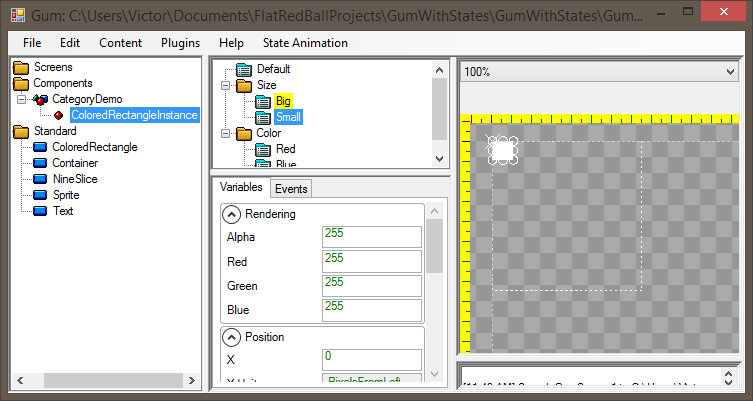 Gum: C:\Users\Victor\Documents\FlatRedBallProjects\GumWithStates\GumWithStates\Gum...
File Edit Content Plugins Help State Animation
Screens
Components
CategoryDemo
ColoredRectangleInstance
Standard
ColoredRectangle
Container
NineSlice
Sprite
Text
Default
Size
Big
Small
Color
Red
Blue
Variables Events
Rendering
Alpha 255
Red 255
Green 255
Blue 255
Position
X 0
X Unit PixelsFromLeft
100%